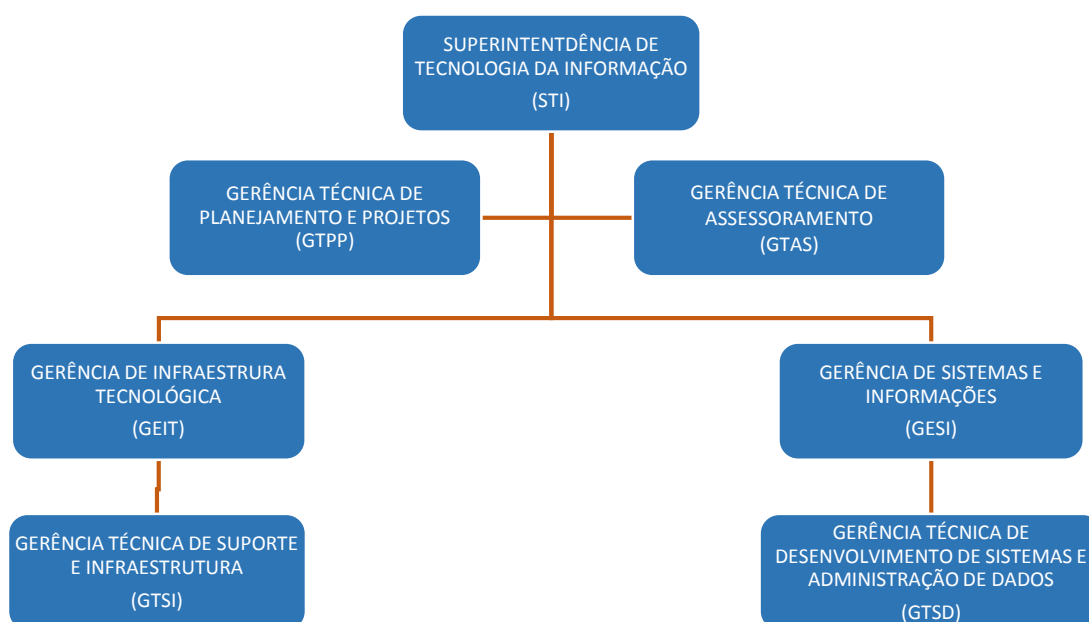 SUPERINTENTDÊNCIA DE
TECNOLOGIA DA INFORMAÇÃO
(STI)
GERÊNCIA TÉCNICA DE
PLANEJAMENTO E PROJETOS
(GTPP)
GERÊNCIA TÉCNICA DE
ASSESSORAMENTO
(GTAS)
GERÊNCIA DE INFRAESTRURA
TECNOLÓGICA
(GEIT)
GERÊNCIA DE SISTEMAS E
INFORMAÇÕES
(GESI)
GERÊNCIA TÉCNICA DE SUPORTE
E INFRAESTRUTURA
(GTSI)
GERÊNCIA TÉCNICA DE
DESENVOLVIMENTO DE SISTEMAS E
ADMINISTRAÇÃO DE DADOS
(GTSD)